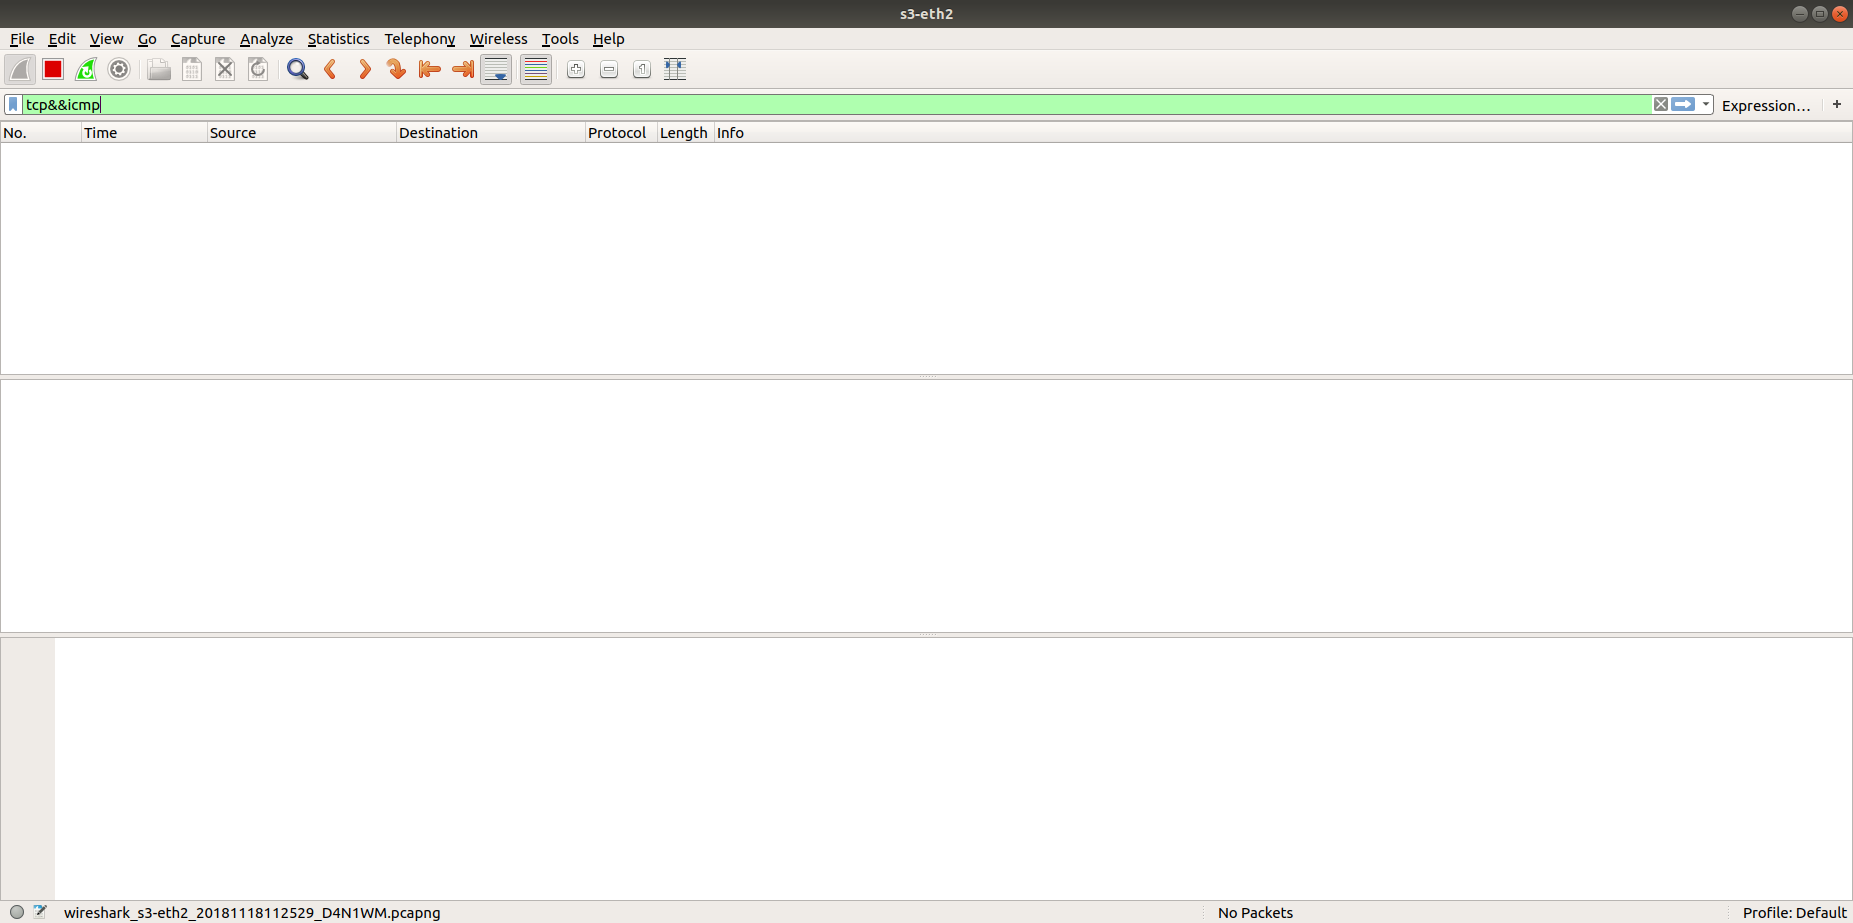 s3-eth2
File Edit View Go Capture Analyze Statistics Telephony Wireless Tools Help
tcp&&icmp Expression… +
No. Time Source Destination Protocol Length Info
wireshark_s3-eth2_20181118112529_D4N1WM.pcapng No Packets Profile: Default